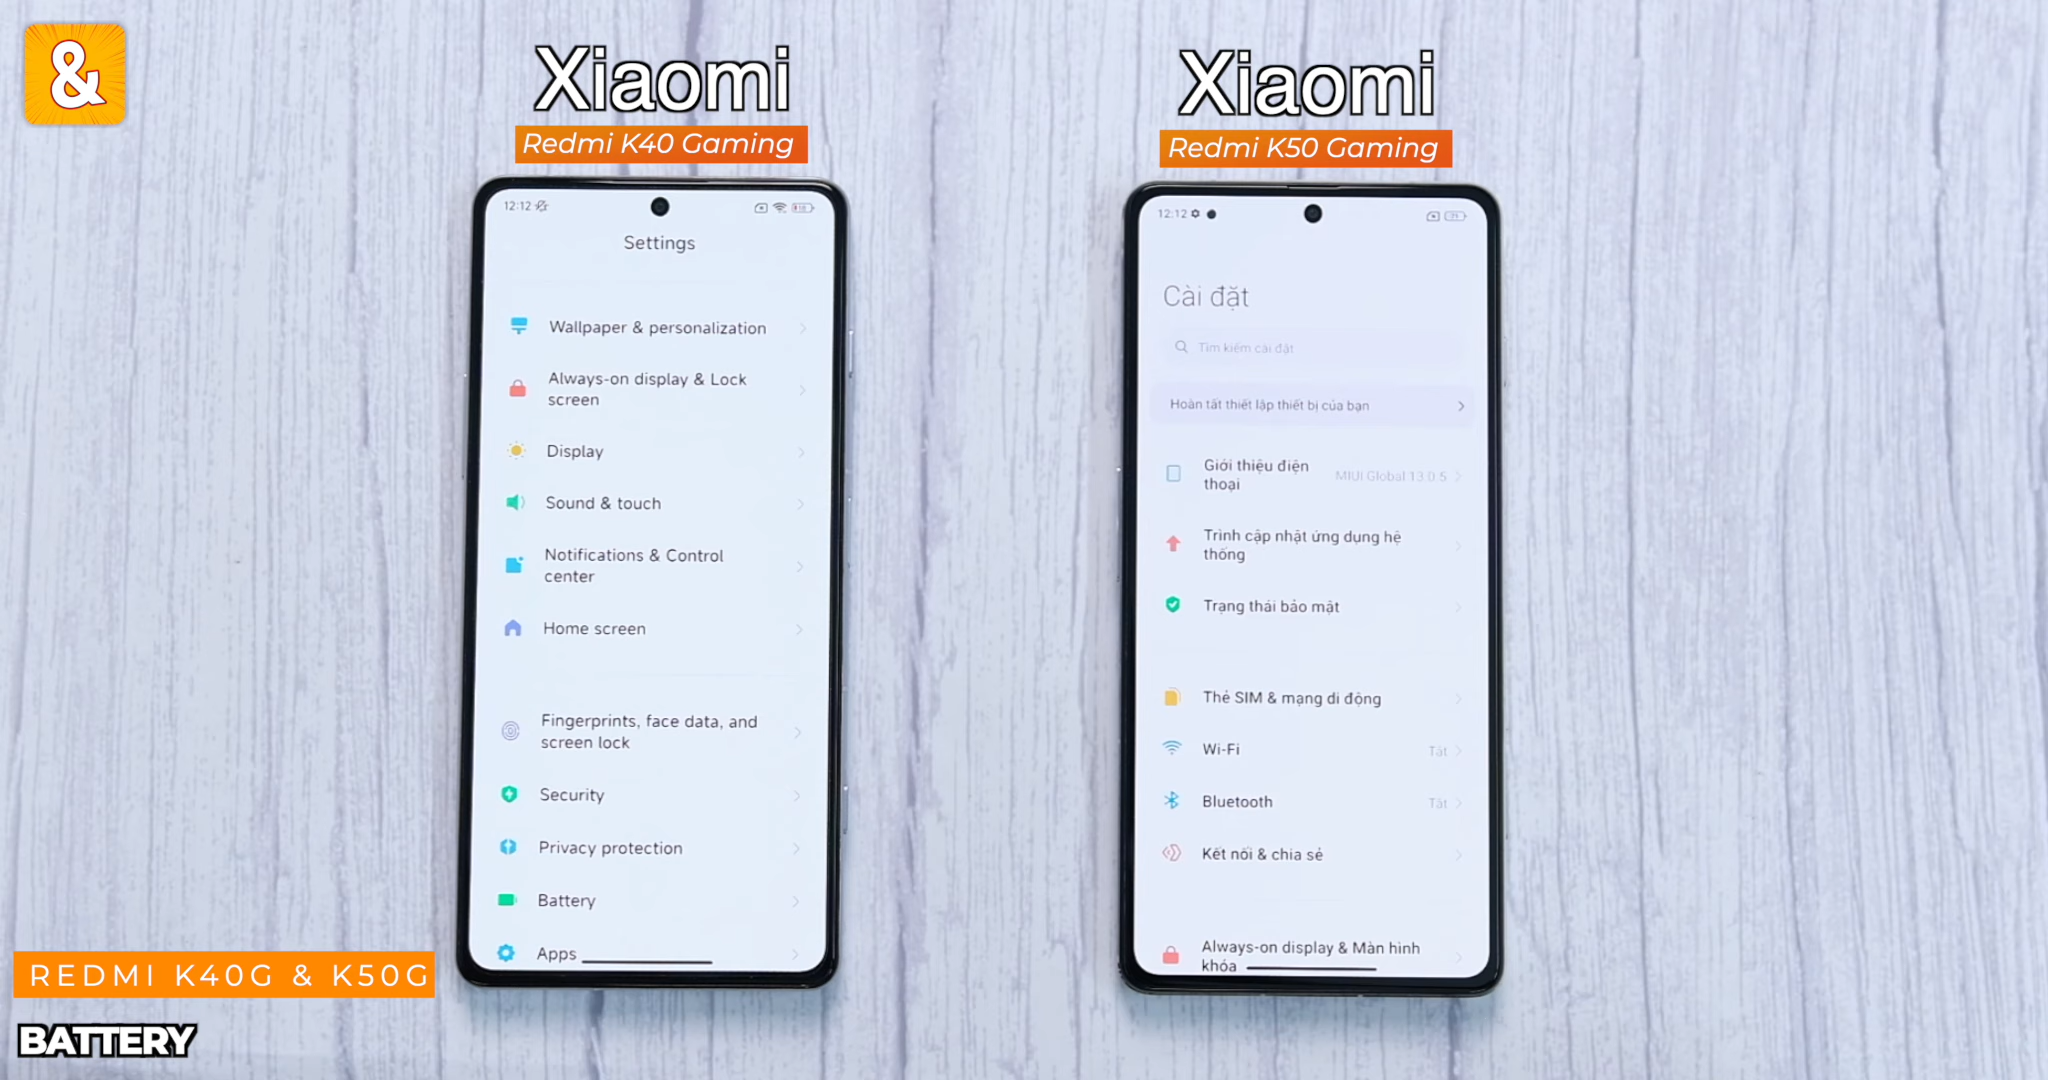 &
Xiaomi
Redmi K40 Gaming
12:12
Settings
Wallpaper & personalization
Always-on display & Lock
screen
Display
Sound & touch
Notifications & Control
center
Home screen
Fingerprints, face data, and
screen lock
Security
Privacy protection
Battery
Apps
Xiaomi
Redmi K50 Gaming
12:12
Cài đặt
Tìm kiếm cài đặt
Hoàn tất thiết lập thiết bị của bạn
Giới thiệu điện
thoại
MIUI Global 13.0.5
Trình cập nhật ứng dụng hệ
thống
Trạng thái bảo mật
Thẻ SIM & mạng di động
Wi-Fi
Tắt
Bluetooth
Tắt
Kết nối & chia sẻ
Always-on display & Màn hình
khóa
REDMI K40G & K50G
BATTERY